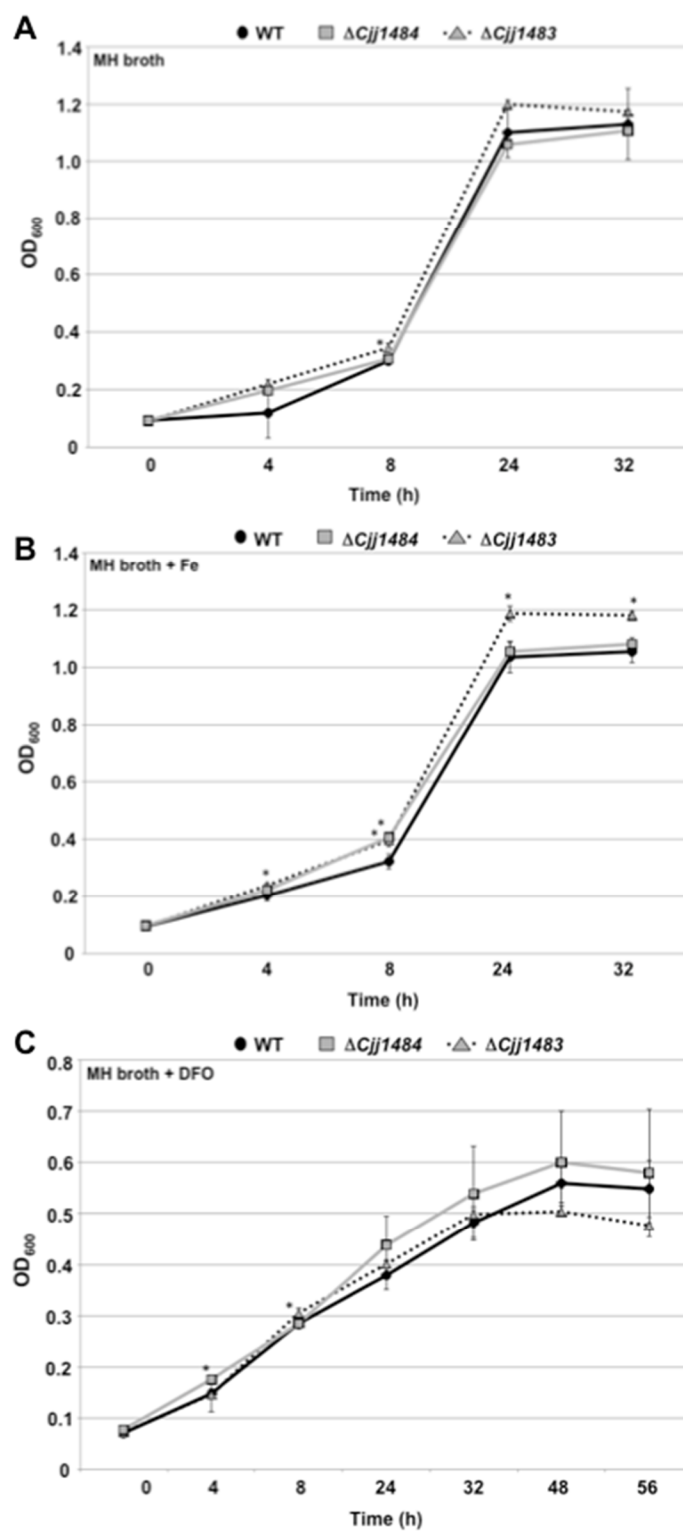 A
WT ΔCjj1484 ΔCjj1483
1.4
MH broth
1.2
1.0
0.8
0.6
0.4
0.2
0
OD600
*
0 4 8 24 32
Time (h)
B
WT ΔCjj1484 ΔCjj1483
1.4
MH broth + Fe
1.2
1.0
0.8
0.6
0.4
0.2
0
OD600
* * * * *
0 4 8 24 32
Time (h)
C
WT ΔCjj1484 ΔCjj1483
0.8
MH broth + DFO
0.7
0.6
0.5
0.4
0.3
0.2
0.1
0
OD600
* *
0 4 8 24 32 48 56
Time (h)